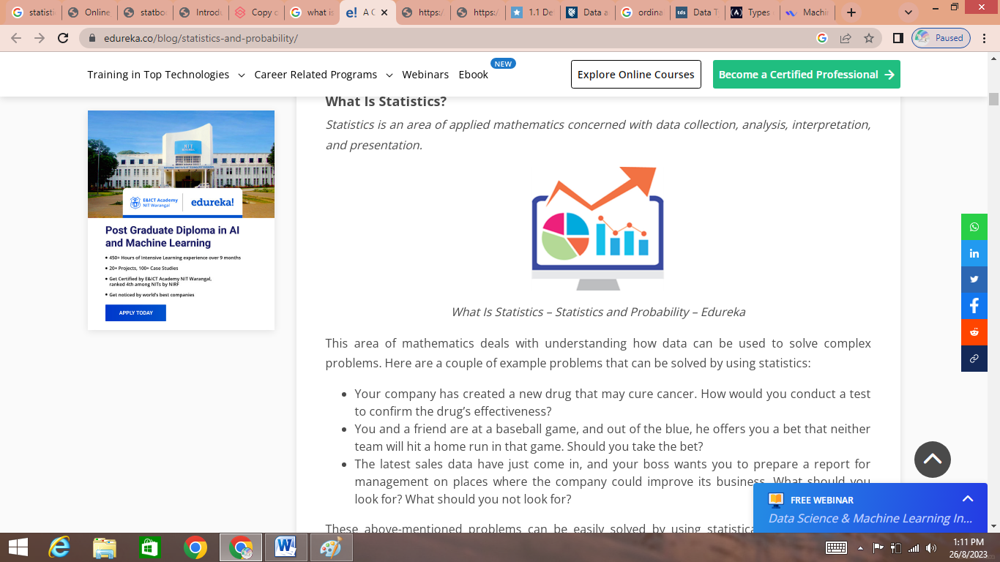 statisti
Online
statboo
Introdu
Copy o
what is
e! A C
https:/
https:/
1.1 De
Data a
ordina
tds Data T
Types
Machi
edureka.co/blog/statistics-and-probability/
Paused
Training in Top Technologies
Career Related Programs
Webinars
Ebook
NEW
Explore Online Courses
Become a Certified Professional
What Is Statistics?
Statistics is an area of applied mathematics concerned with data collection, analysis, interpretation,
and presentation.
NIT
E&ICT Academy
NIT Warangal
edureka!
Post Graduate Diploma in AI
and Machine Learning
• 450+ Hours of Intensive Learning experience over 9 months
• 20+ Projects, 100+ Case Studies
• Get Certified by E&ICT Academy NIT Warangal,
ranked 4th among NITs by NIRF
• Get noticed by world's best companies
APPLY TODAY
What Is Statistics – Statistics and Probability – Edureka
This area of mathematics deals with understanding how data can be used to solve complex
problems. Here are a couple of example problems that can be solved by using statistics:
• Your company has created a new drug that may cure cancer. How would you conduct a test
to confirm the drug's effectiveness?
• You and a friend are at a baseball game, and out of the blue, he offers you a bet that neither
team will hit a home run in that game. Should you take the bet?
• The latest sales data have just come in, and your boss wants you to prepare a report for
management on places where the company could improve its business. What should you
look for? What should you not look for?
These above-mentioned problems can be easily solved by using statistica
FREE WEBINAR
Data Science & Machine Learning In...
1:11 PM
26/8/2023